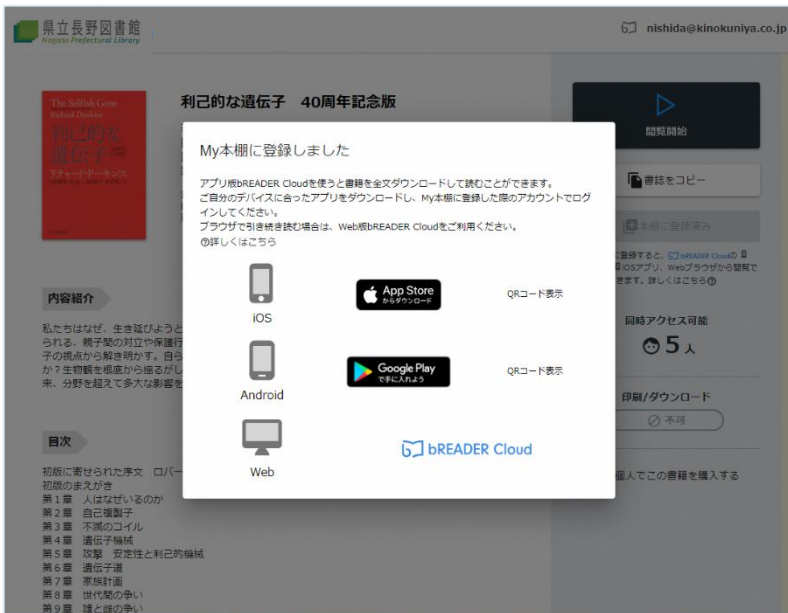 県立長野図書館
Nagano Prefectural Library
nishida@kinokuniya.co.jp
The Selfish Gene
Richard Dawkins
利己的な
遺伝子
リチャード・ドーキンス
利己的な遺伝子 40周年記念版
閲覧開始
書誌をコピー
本棚に登録済み
に登録すると、bREADER Cloudの
iOSアプリ、Webブラウザから閲覧で
きます。詳しくはこちら
同時アクセス可能
5人
印刷/ダウンロード
不可
個人でこの書籍を購入する
My本棚に登録しました
アプリ版bREADER Cloudを使うと書籍を全文ダウンロードして読むことができます。
ご自分のデバイスに合ったアプリをダウンロードし、My本棚に登録した際のアカウントでログ
インしてください。
ブラウザで引き続き読む場合は、Web版bREADER Cloudをご利用ください。
詳しくはこちら
iOS
App Store
からダウンロード
QRコード表示
Android
Google Play
で手に入れよう
QRコード表示
Web
bREADER Cloud
内容紹介
私たちはなぜ、生き延びようと
られる、親子間の対立や保護行
子の視点から解き明かす。自ら
か？生物観を根底から揺るがし
来、分野を超えて多大な影響を
目次
初版に寄せられた序文 ロバー
初版のまえがき
第1章 人はなぜいるのか
第2章 自己複製子
第3章 不滅のコイル
第4章 遺伝子機械
第5章 攻撃 安定性と利己的機械
第6章 遺伝子道
第7章 家族計画
第8章 世代間の争い
第9章 雄と雌の争い